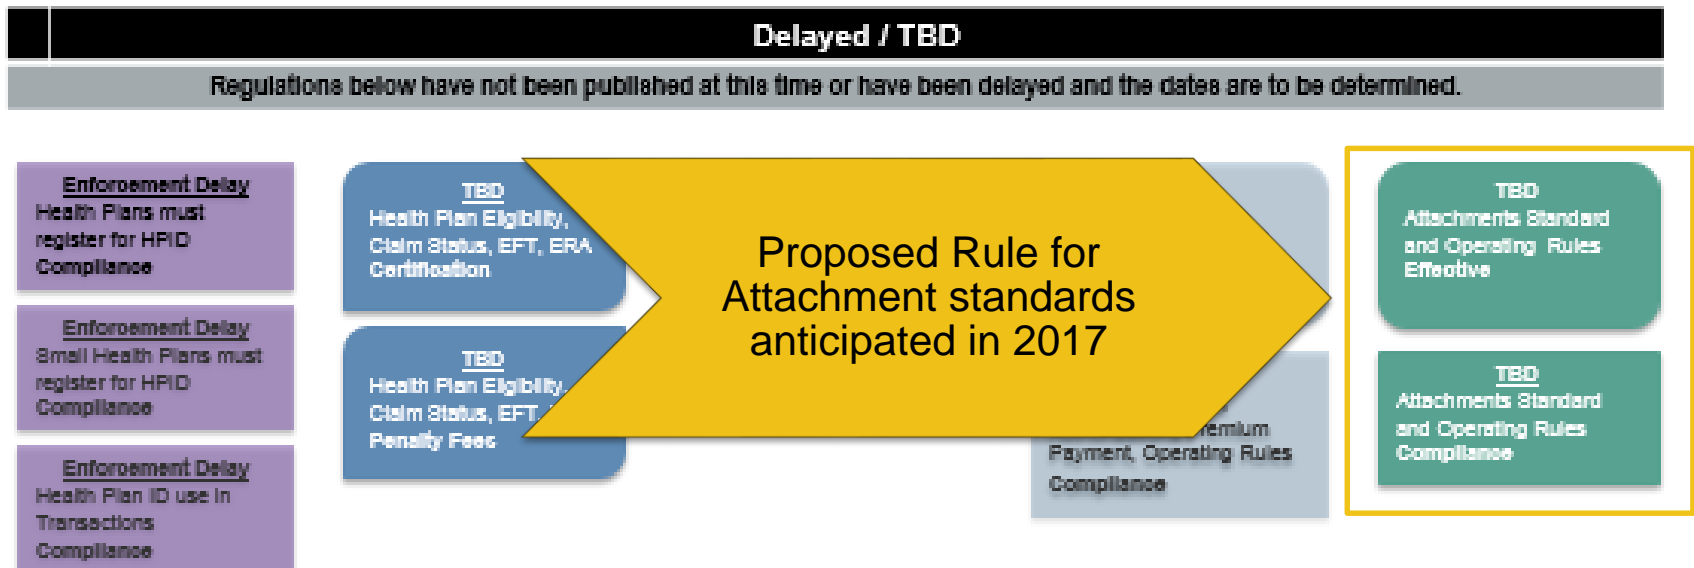 Delayed / TBD
Regulations below have not been published at this time or have been delayed and the dates are to be determined.
Enforcement Delay
Health Plans must
register for HPID
Compliance
Enforcement Delay
Small Health Plans must
register for HPID
Compliance
Enforcement Delay
Health Plan ID use in
Transactions
Compliance
TBD
Health Plan Eligibility,
Claim Status, EFT, ERA
Certification
TBD
Health Plan Eligibility,
Claim Status, EFT,
Penalty Fees
Proposed Rule for
Attachment standards
anticipated in 2017
Payment, Operating Rules
Compliance
TBD
Attachments Standard
and Operating Rules
Effective
TBD
Attachments Standard
and Operating Rules
Compliance